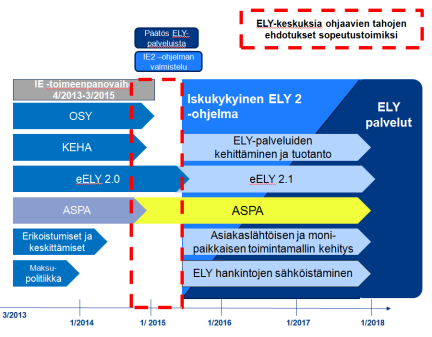 Päätös ELY-
palveluista
IE2 –ohjelman
valmistelu
ELY-keskuksia ohjaavien tahojen
ehdotukset sopeutustoimiksi
IE -toimeenpanovaihe
4/2013-3/2015
OSY
KEHA
eELY 2.0
ASPA
Erikoistumiset ja
keskittämiset
Maksu-
politiikka
Iskukykyinen ELY 2
-ohjelma
ELY-palveluiden
kehittäminen ja tuotanto
eELY 2.1
ASPA
Asiakaslähtöisen ja moni-
paikkaisen toimintamallin kehitys
ELY hankintojen sähköistäminen
ELY
palvelut
3/2013
1/2014
1/ 2015
1/2016
1/2017
1/2018